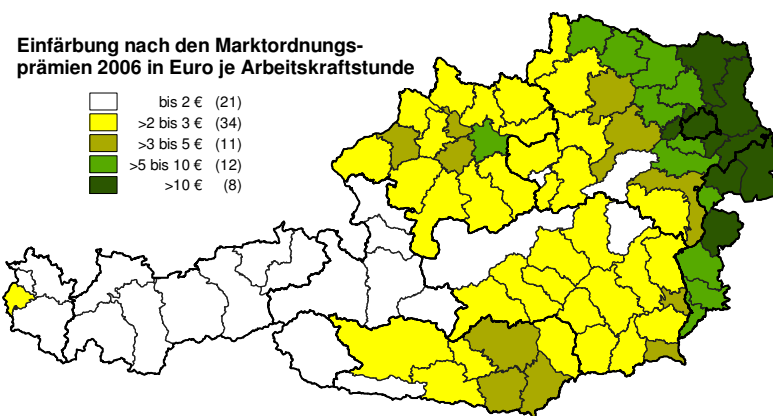 Einfärbung nach den Marktordnungs-
prämien 2006 in Euro je Arbeitskraftstunde
bis 2 € (21)
>2 bis 3 € (34)
>3 bis 5 € (11)
>5 bis 10 € (12)
>10 € (8)